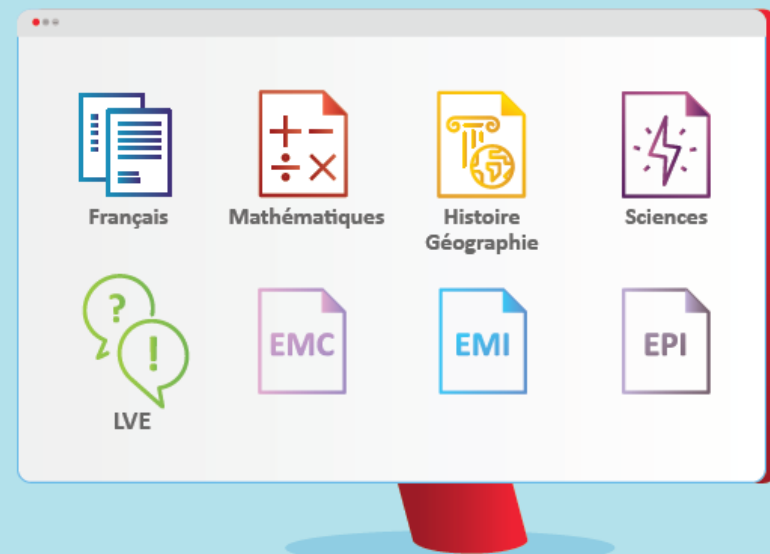 Français
Mathématiques
Histoire
Géographie
Sciences
?
!
LVE
EMC
EMI
EPI